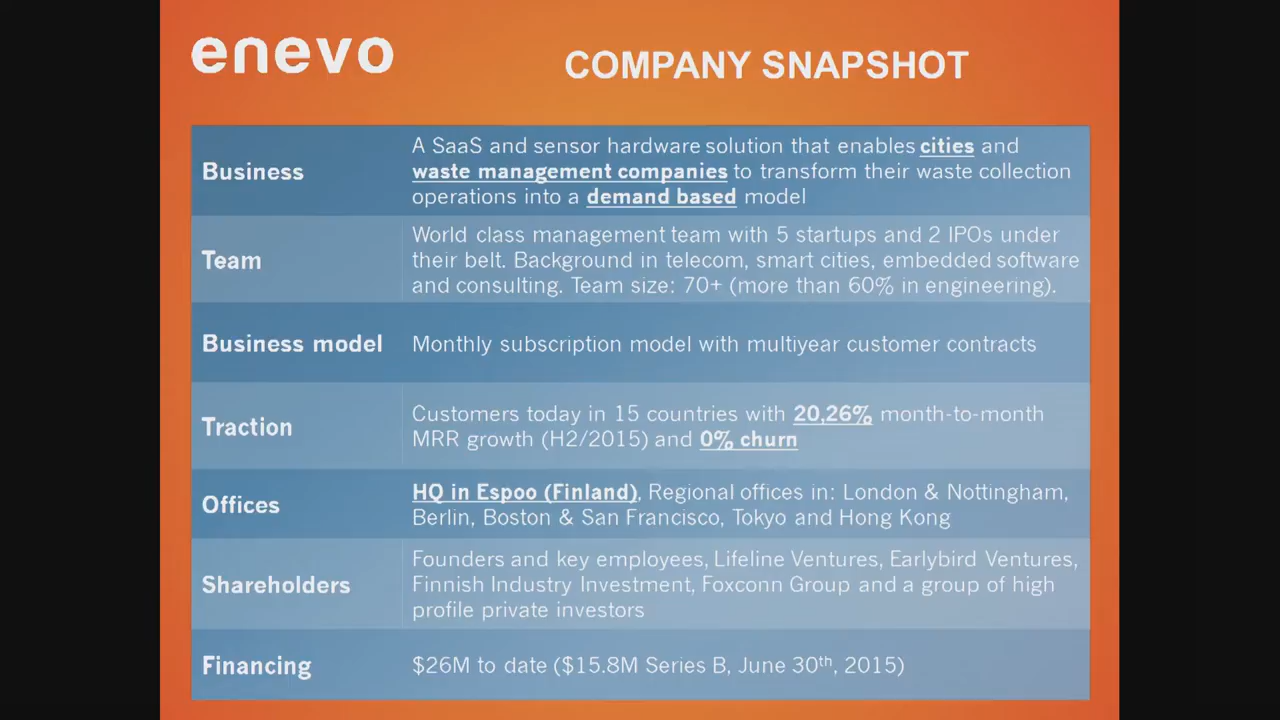 enevo
COMPANY SNAPSHOT
Business
A SaaS and sensor hardware solution that enables cities and
waste management companies to transform their waste collection
operations into a demand based model
Team
World class management team with 5 startups and 2 IPOs under
their belt. Background in telecom, smart cities, embedded software
and consulting. Team size: 70+ (more than 60% in engineering).
Business model
Monthly subscription model with multiyear customer contracts
Traction
Customers today in 15 countries with 20,26% month-to-month
MRR growth (H2/2015) and 0% churn
Offices
HQ in Espoo (Finland), Regional offices in: London & Nottingham,
Berlin, Boston & San Francisco, Tokyo and Hong Kong
Shareholders
Founders and key employees, Lifeline Ventures, Earlybird Ventures,
Finnish Industry Investment, Foxconn Group and a group of high
profile private investors
Financing
$26M to date ($15.8M Series B, June 30th, 2015)